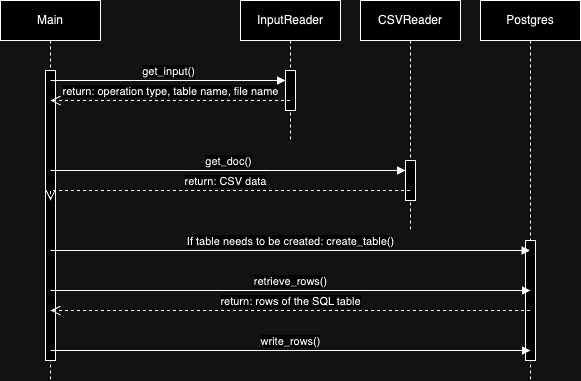 Main
InputReader
CSVReader
Postgres
get_input()
return: operation type, table name, file name
get_doc()
return: CSV data
If table needs to be created: create_table()
retrieve_rows()
return: rows of the SQL table
write_rows()